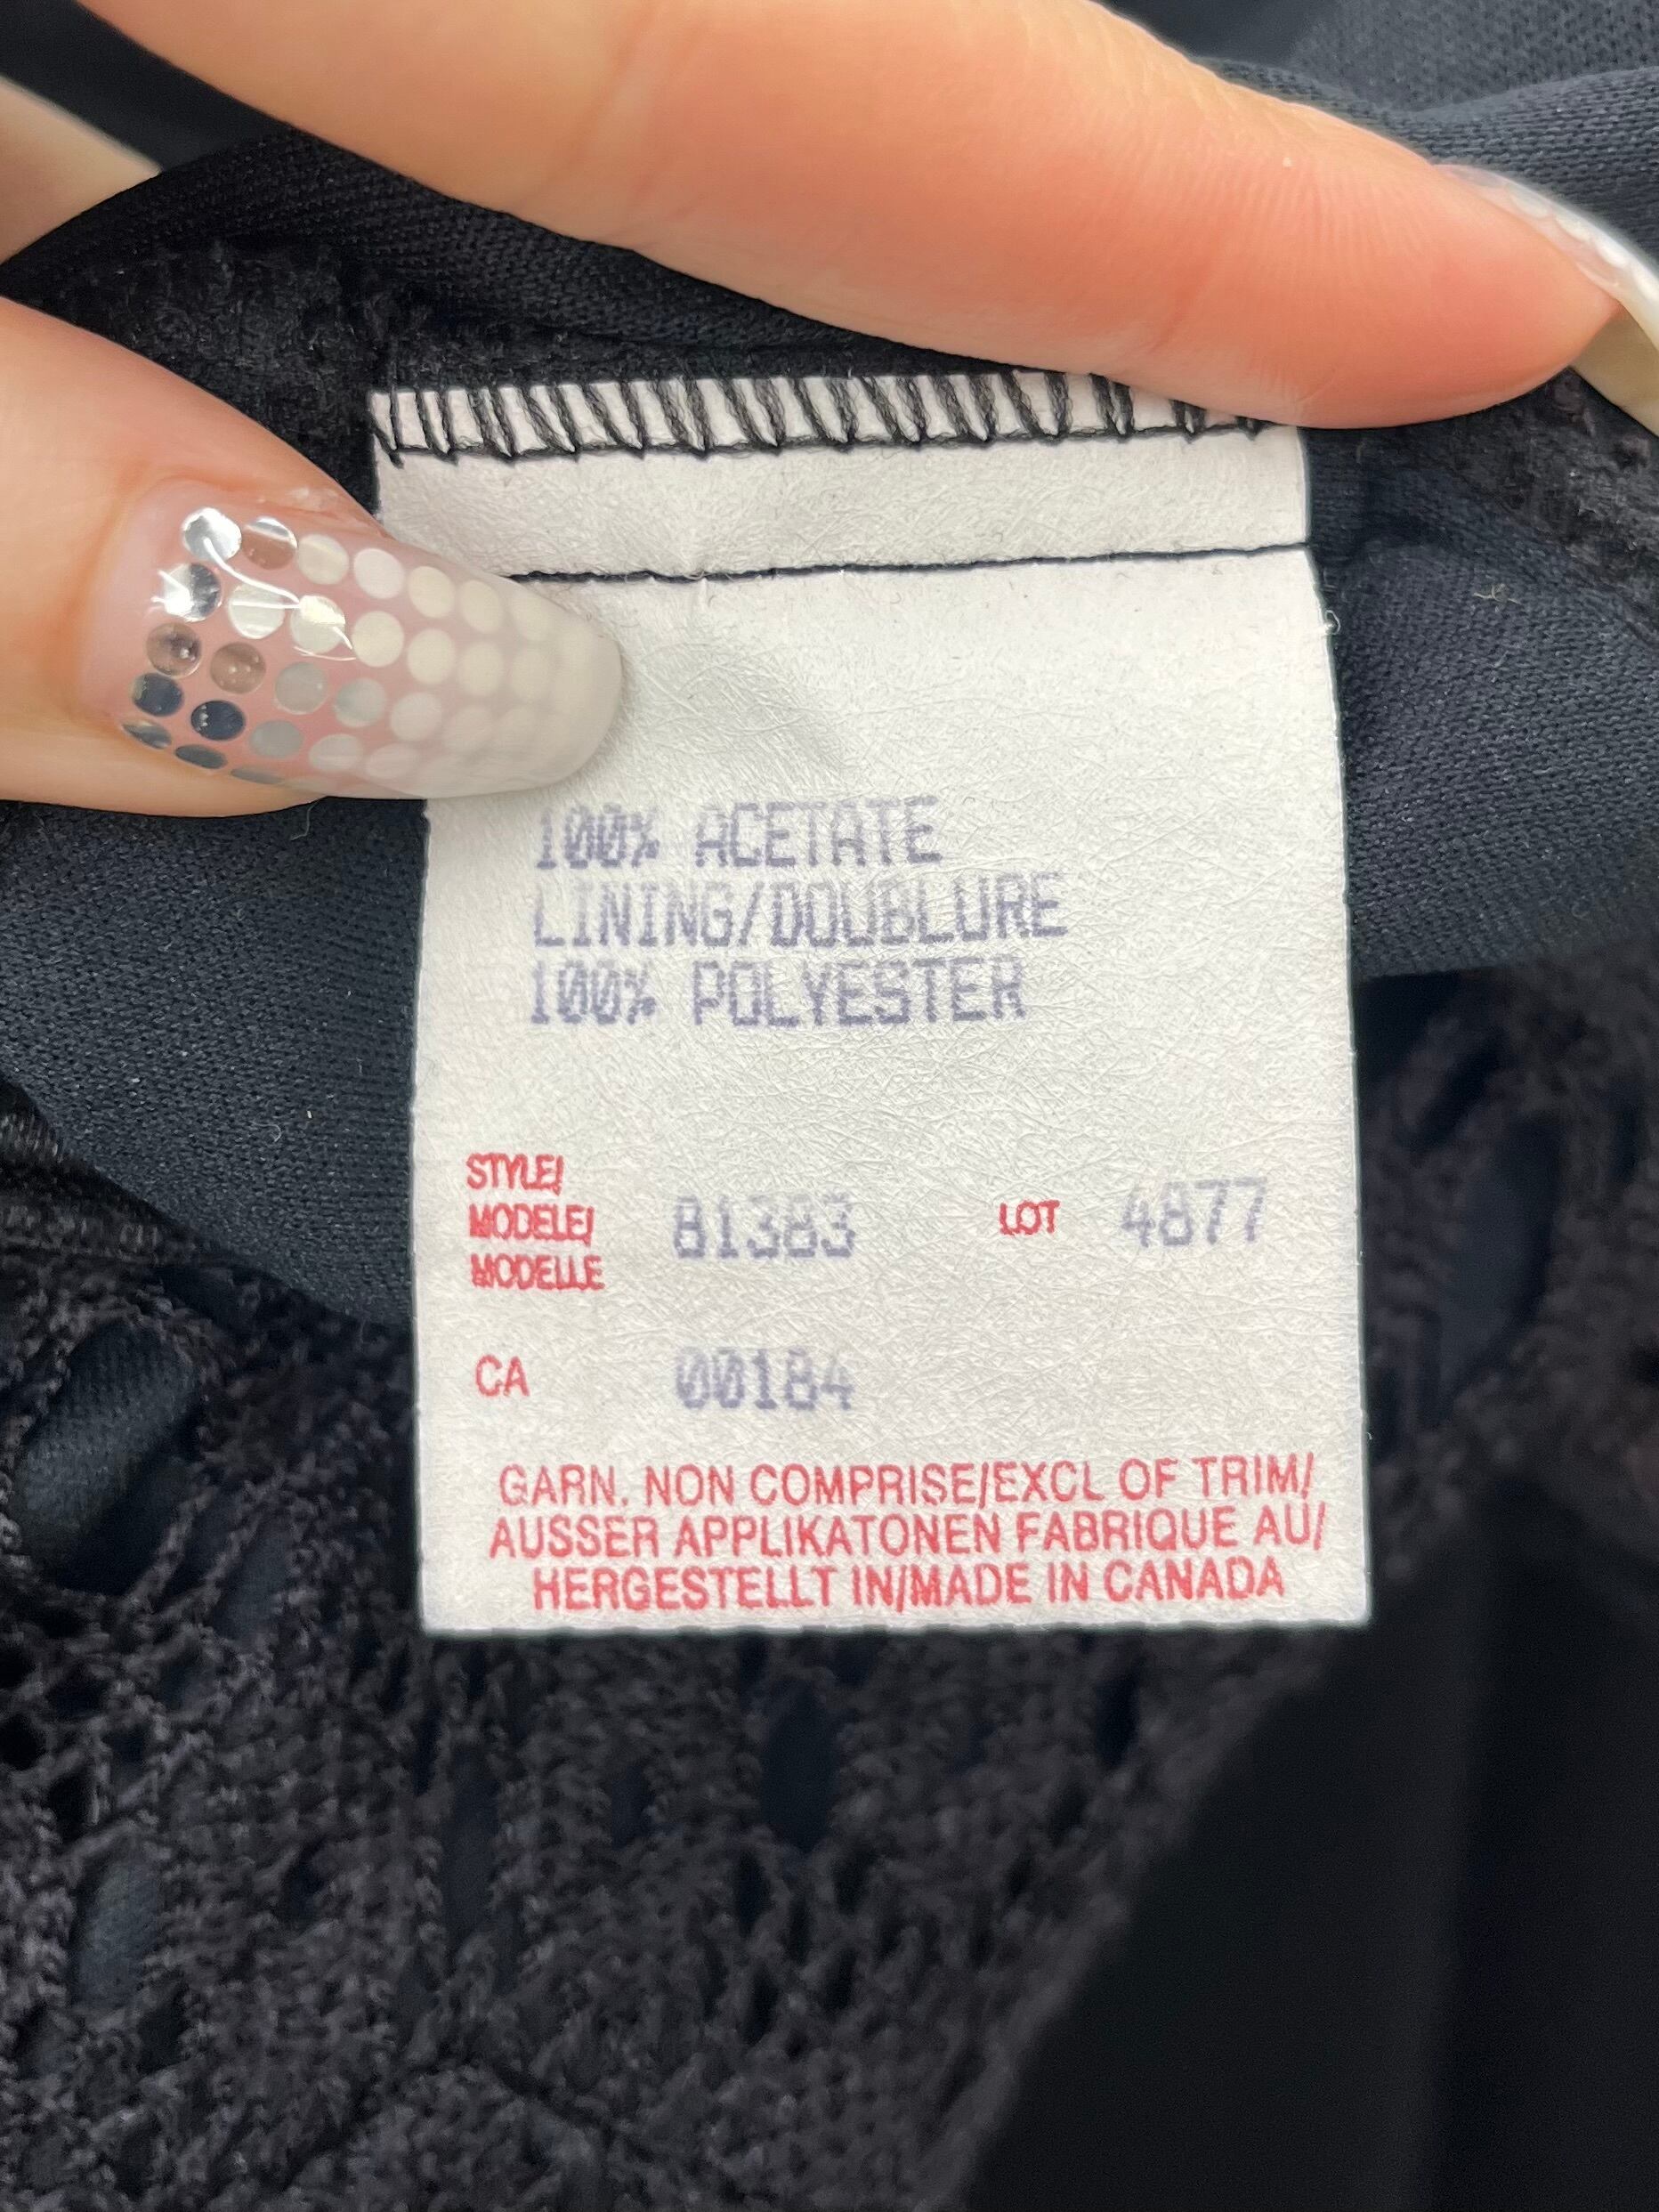 100% ACETATE
LINING/DOUBLURE
100% POLYESTER
STYLE/
MODELE/ 81383 LOT 4877
MODELLE
CA 00184
GARN. NON COMPRISE/EXCL OF TRIM/
AUSSER APPLIKATONEN FABRIQUE AU/
HERGESTELLT IN/MADE IN CANADA